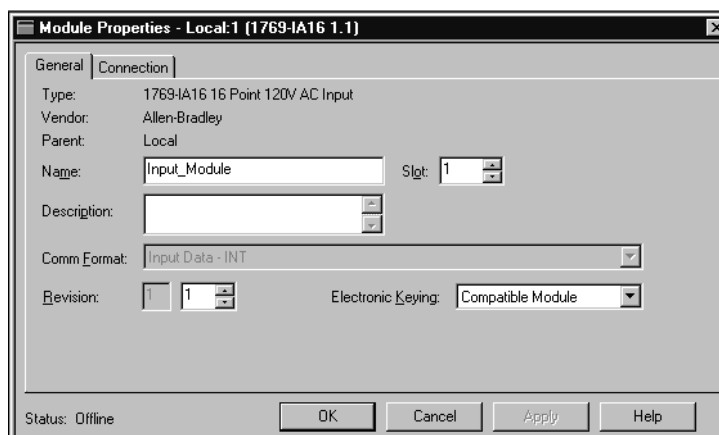 Module Properties - Local:1 (1769-IA16 1.1)
General Connection
Type: 1769-IA16 16 Point 120V AC Input
Vendor: Allen-Bradley
Parent: Local
Name: Input_Module Slot: 1
Description:
Comm Format: Input Data - INT
Revision: 1 1 Electronic Keying: Compatible Module
Status: Offline OK Cancel Apply Help